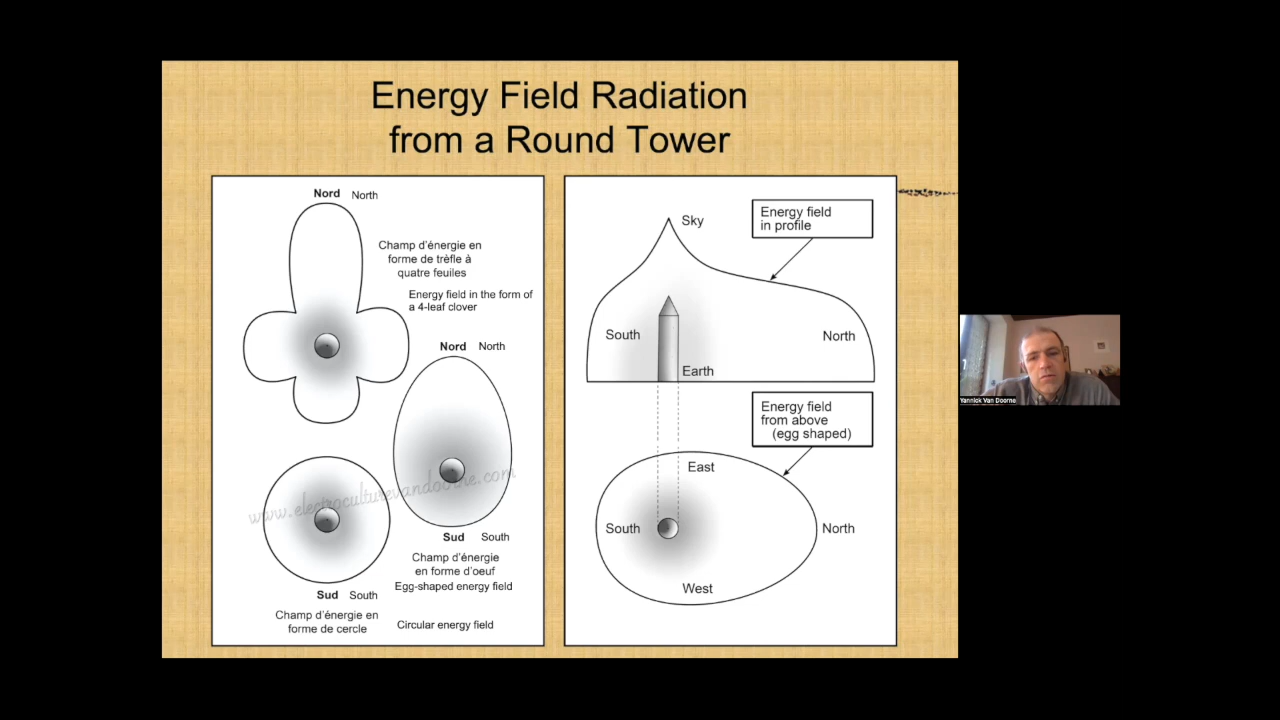 Energy Field Radiation
from a Round Tower
Nord North
Champ d'énergie en
forme de trèfle à
quatre feuiles
Energy field in the form of
a 4-leaf clover
Nord North
www.electroculturevandoorne.com
Sud South
Champ d'énergie
en forme d'oeuf
Egg-shaped energy field
Sud South
Champ d'énergie en
forme de cercle
Circular energy field
Sky
Energy field
in profile
South
North
Earth
Energy field
from above
(egg shaped)
East
South
North
West
Yannick Van Doorne